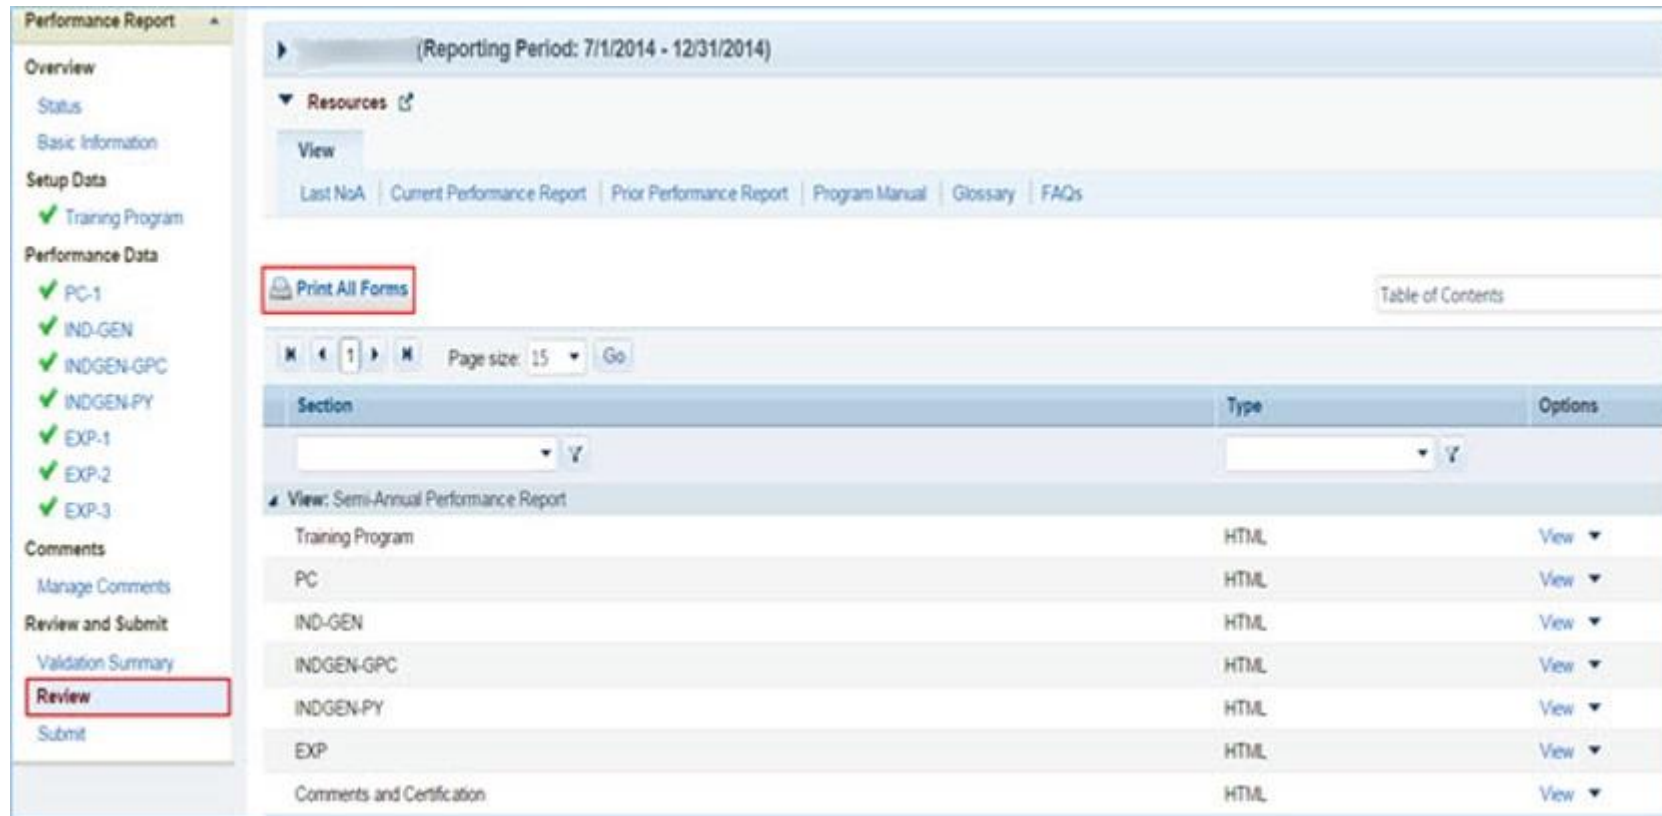 Performance Report
Overview
Status
Basic Information
Setup Data
Training Program
Performance Data
PC-1
IND-GEN
INDGEN-GPC
INDGEN-PY
EXP-1
EXP-2
EXP-3
Comments
Manage Comments
Review and Submit
Validation Summary
Review
Submit
(Reporting Period: 7/1/2014 - 12/31/2014)
Resources
View
Last NoA | Current Performance Report | Prior Performance Report | Program Manual | Glossary | FAQs
Print All Forms
Table of Contents
1 Page size: 15 Go
Section Type Options
View: Semi-Annual Performance Report
Training Program HTML View
PC HTML View
IND-GEN HTML View
INDGEN-GPC HTML View
INDGEN-PY HTML View
EXP HTML View
Comments and Certification HTML View